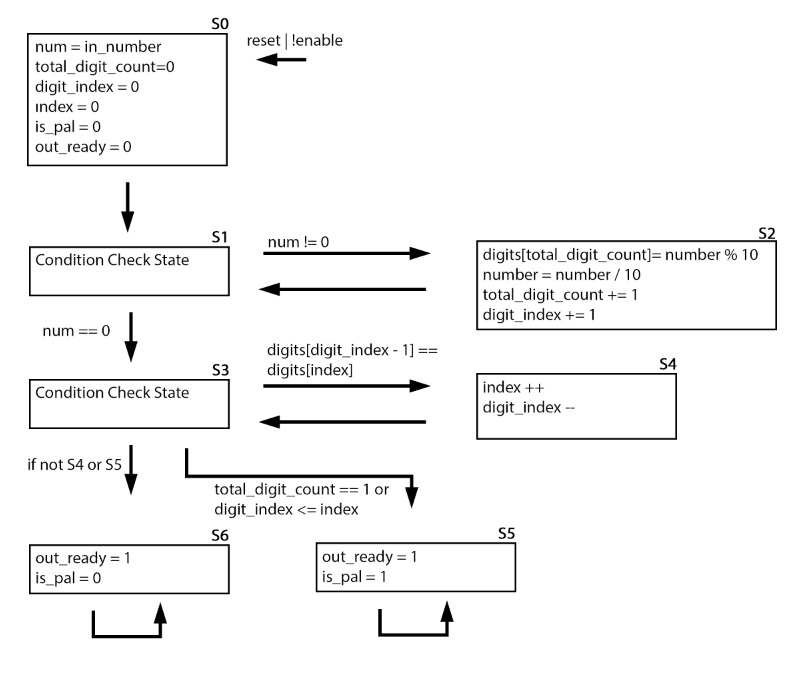 S0
num = in_number
total_digit_count=0
digit_index = 0
index = 0
is_pal = 0
out_ready = 0
reset | !enable
S1
Condition Check State
num != 0
S2
digits[total_digit_count]= number % 10
number = number / 10
total_digit_count += 1
digit_index += 1
num == 0
S3
Condition Check State
digits[digit_index - 1] ==
digits[index]
S4
index ++
digit_index --
if not S4 or S5
total_digit_count == 1 or
digit_index <= index
S6
out_ready = 1
is_pal = 0
S5
out_ready = 1
is_pal = 1